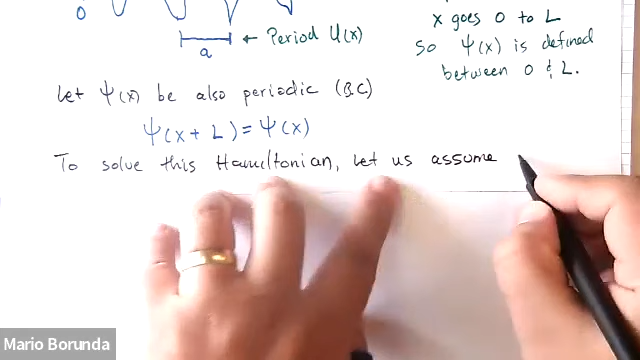 0
a
← Period U(x)
x goes 0 to L
So Ψ(x) is defined
between 0 & L.
Let Ψ(x) be also periodic (B.C)
Ψ(x + L) = Ψ(x)
To solve this Hamiltonian, Let us assume
Mario Borunda